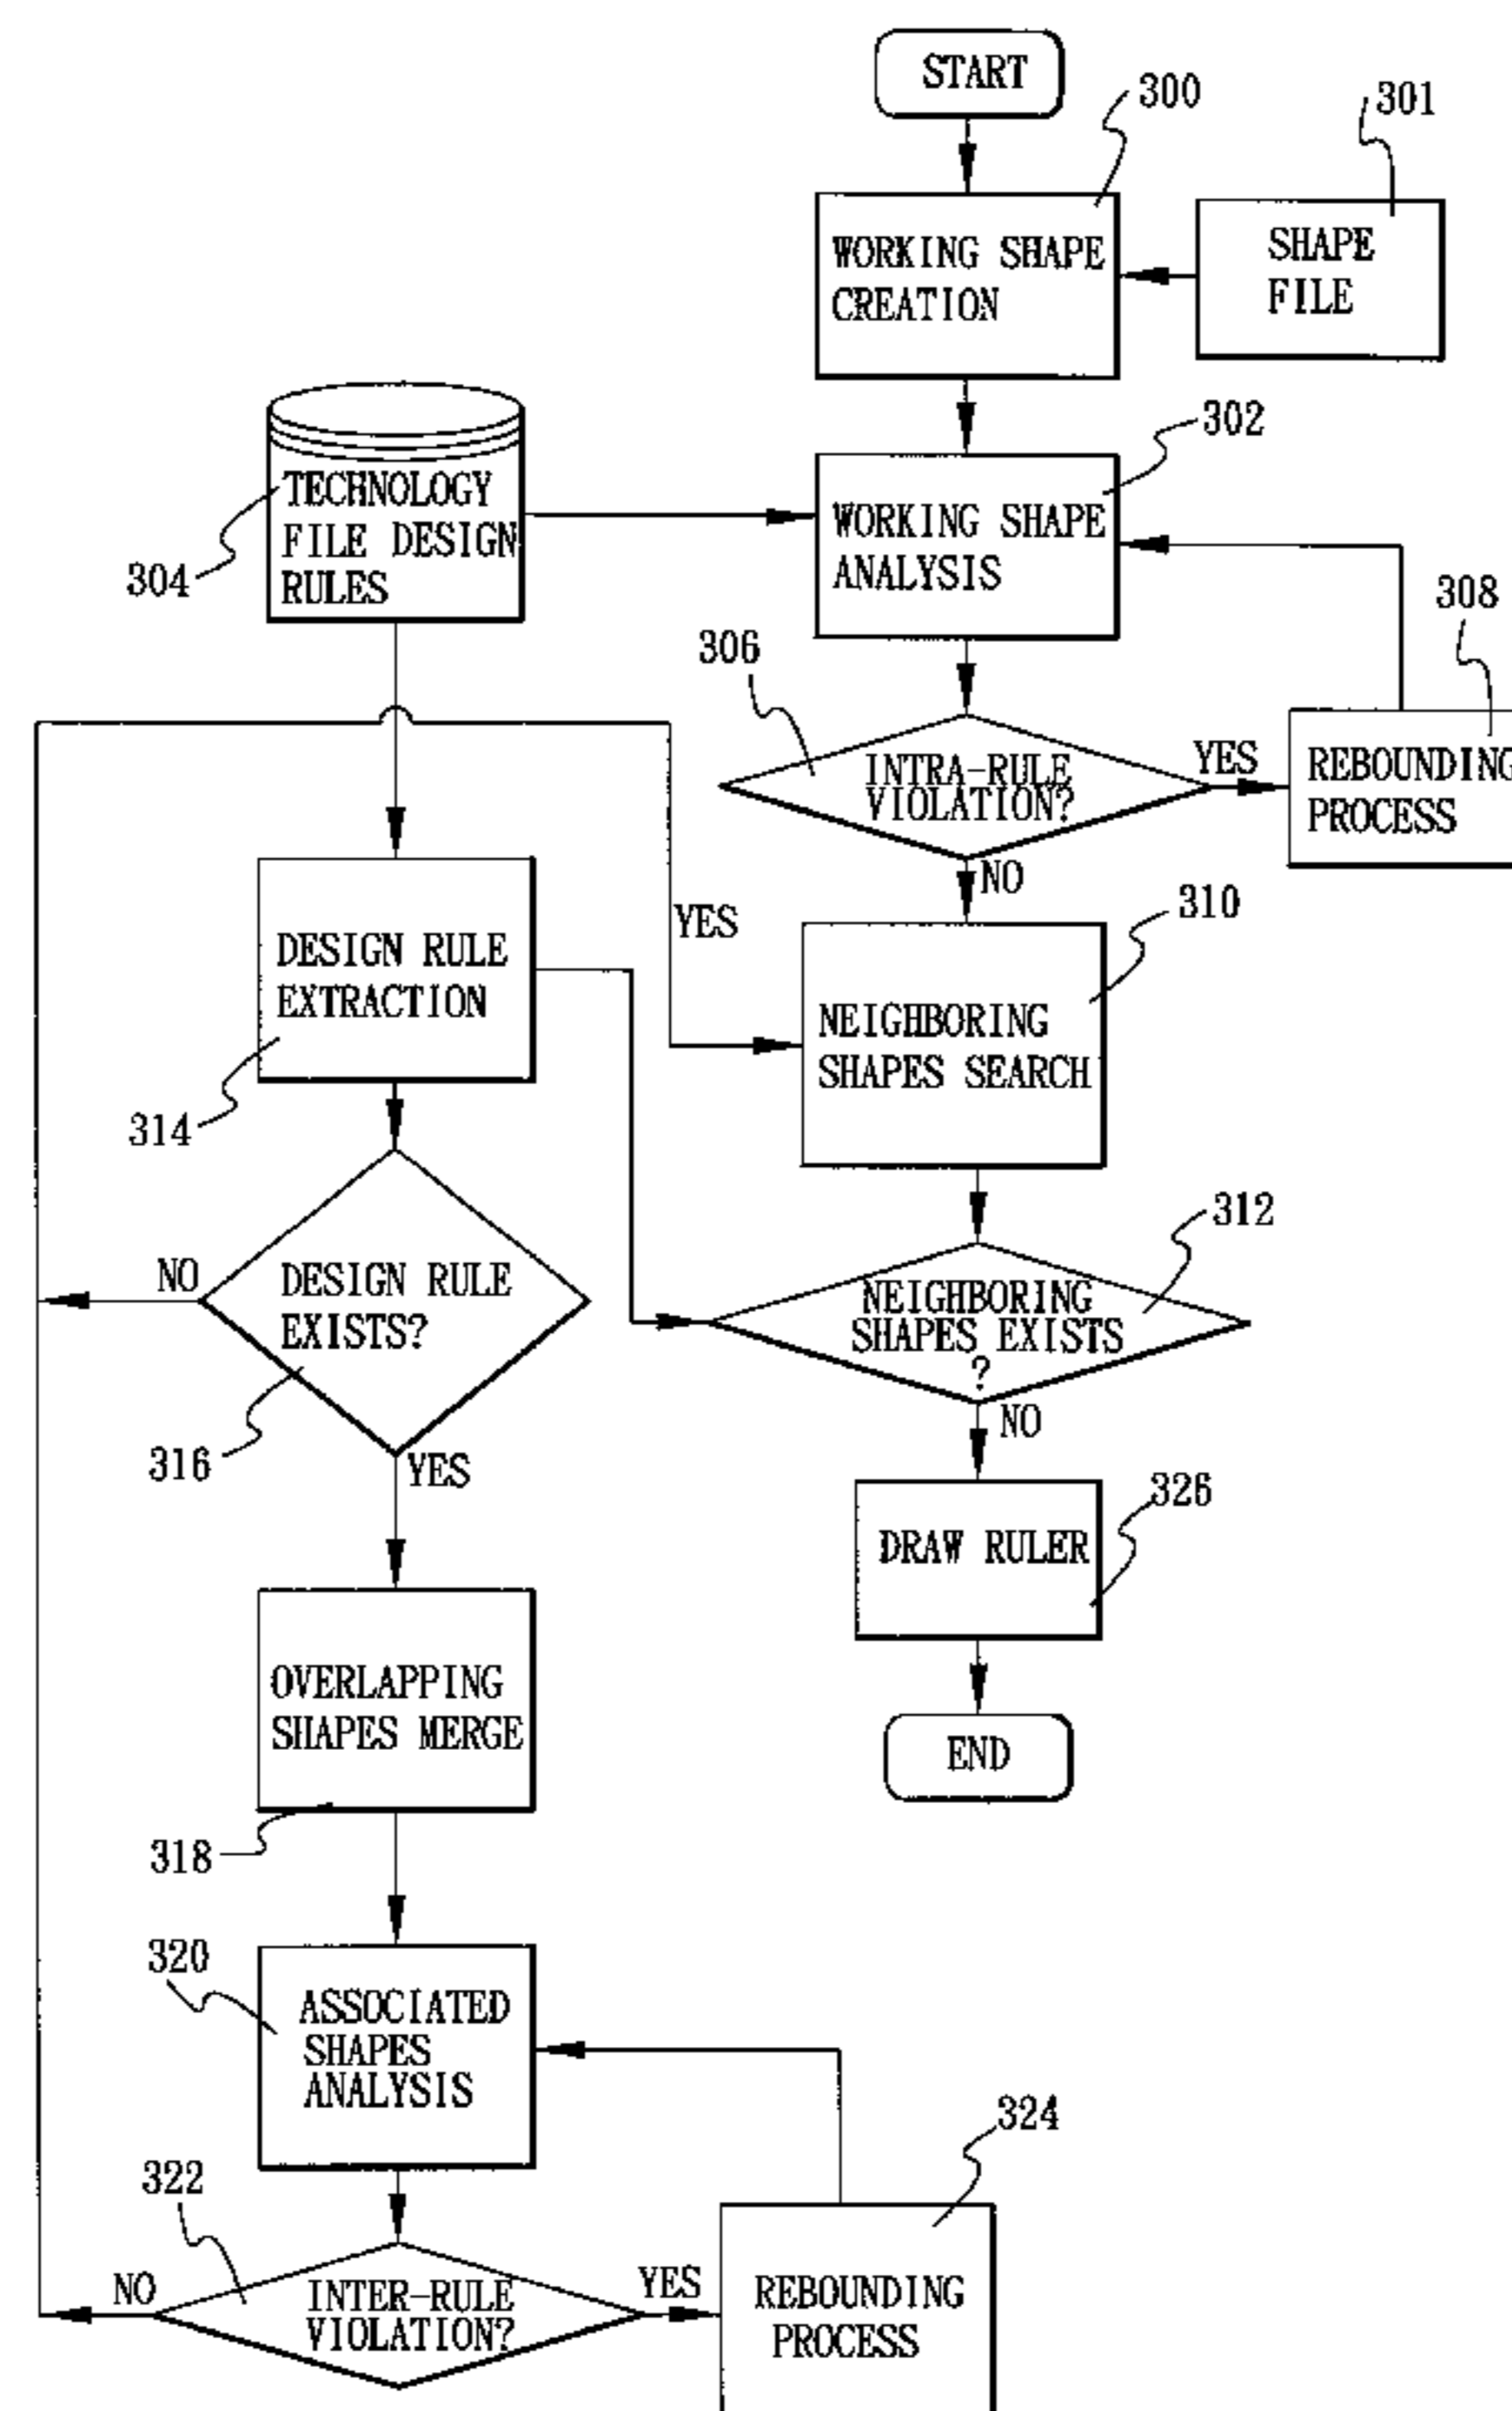 START
300
301
WORKING SHAPE
CREATION
SHAPE
FILE
302
TECHNOLOGY
FILE DESIGN
RULES
304
WORKING SHAPE
ANALYSIS
308
306
INTRA-RULE
VIOLATION?
YES
REBOUNDING
PROCESS
NO
310
YES
DESIGN RULE
EXTRACTION
NEIGHBORING
SHAPES SEARCH
314
312
NO
DESIGN RULE
EXISTS?
NEIGHBORING
SHAPES EXISTS
?
NO
316
YES
326
DRAW RULER
OVERLAPPING
SHAPES MERGE
END
318
320
ASSOCIATED
SHAPES
ANALYSIS
324
322
NO
INTER-RULE
VIOLATION?
YES
REBOUNDING
PROCESS